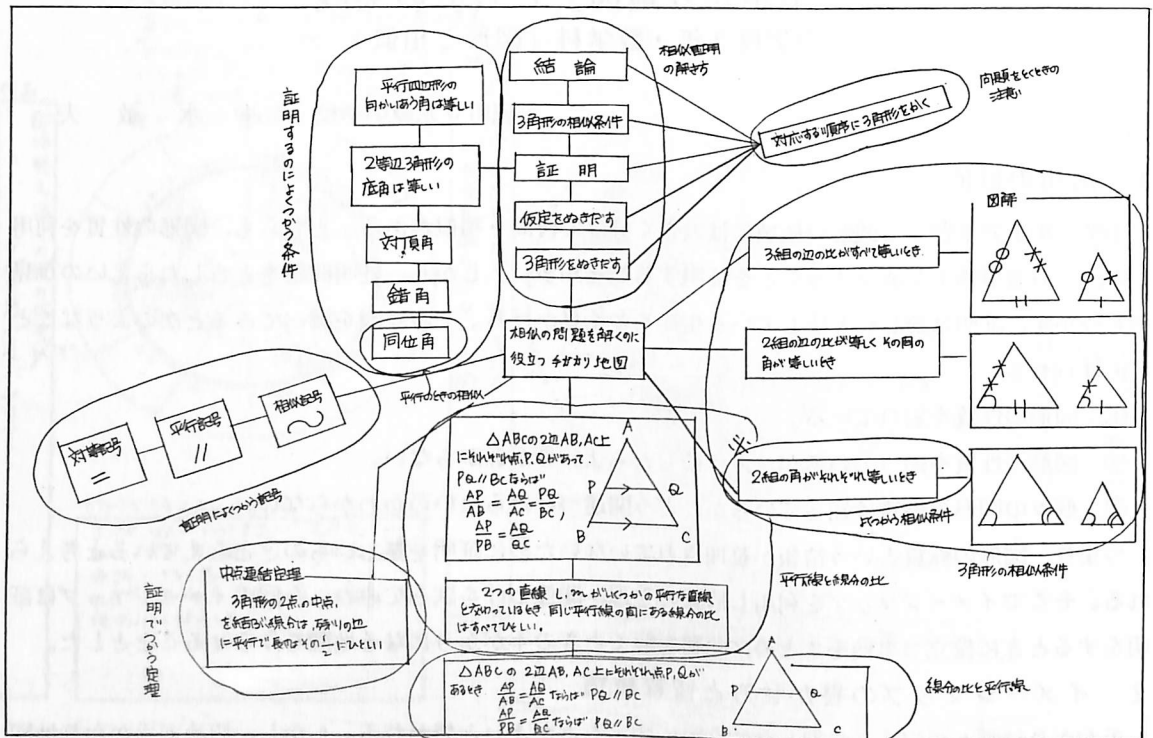 証明するのによくつかう条件
平行四辺形の
向かいあう角は等しい
2等辺3角形の
底角は等しい
対頂角
錯角
同位角
平行のときの相似
結論
3角形の相似条件
証明
仮定をぬきだす
3角形をぬきだす
相似証明
の解き方
対応する順序に3角形をかく
問題をとくときの
注意
相似の問題を解くのに
役立つ手がかり地図
相似記号
∽
平行記号
//
=
証明によくつかう記号
図解
3組の辺の比がすべて等しいとき
2組の辺の比が等しく その間の
角が等しいとき
2組の角がそれぞれ等しいとき
よくつかう相似条件
3角形の相似条件
△ABCの2辺AB,AC上
にそれぞれ点P,Qがあって
PQ//BCならば
AP/AB = AQ/AC = PQ/BC
AP/PB = AQ/QC
A
P
Q
B
C
平行線と線分の比
2つの直線が、いくつかの平行な直線
と交わっているとき 同じ平行線の間にある線分の比
はすべてひとしい。
証明でつかう定理
中点連結定理
3角形の2点の中点、
を結ぶ線分は、残りの辺
に平行で長さはその1/2にひとしい
△ABCの2辺AB,AC上にそれぞれ点P,Qが
あるとき AP/AB = AQ/AC ならば PQ//BC
AP/PB = AQ/QC ならば PQ//BC
A
P
Q
B
C
線分の比と平行線